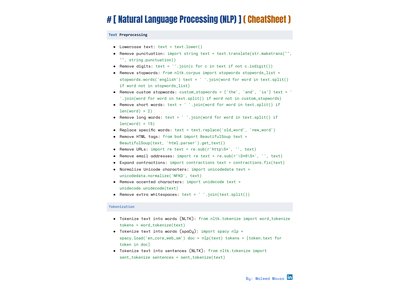 # [ Natural Language Processing (NLP) ] ( CheatSheet )
Text Preprocessing
● Lowercase text: text = text.lower()
● Remove punctuation: import string text = text.translate(str.maketrans("",
"", string.punctuation))
● Remove digits: text = ''.join(c for c in text if not c.isdigit())
● Remove stopwords: from nltk.corpus import stopwords stopwords_list =
stopwords.words('english') text = ' '.join(word for word in text.split()
if word not in stopwords_list)
● Remove custom stopwords: custom_stopwords = ['the', 'and', 'is'] text = '
'.join(word for word in text.split() if word not in custom_stopwords)
● Remove short words: text = ' '.join(word for word in text.split() if
len(word) > 2)
● Remove long words: text = ' '.join(word for word in text.split() if
len(word) < 15)
● Replace specific words: text = text.replace('old_word', 'new_word')
● Remove HTML tags: from bs4 import BeautifulSoup text =
BeautifulSoup(text, 'html.parser').get_text()
● Remove URLs: import re text = re.sub(r'http\S+', '', text)
● Remove email addresses: import re text = re.sub(r'\S+@\S+', '', text)
● Expand contractions: import contractions text = contractions.fix(text)
● Normalize Unicode characters: import unicodedata text =
unicodedata.normalize('NFKD', text)
● Remove accented characters: import unidecode text =
unidecode.unidecode(text)
● Remove extra whitespaces: text = ' '.join(text.split())
Tokenization
● Tokenize text into words (NLTK): from nltk.tokenize import word_tokenize
tokens = word_tokenize(text)
● Tokenize text into words (spaCy): import spacy nlp =
spacy.load('en_core_web_sm') doc = nlp(text) tokens = [token.text for
token in doc]
● Tokenize text into sentences (NLTK): from nltk.tokenize import
sent_tokenize sentences = sent_tokenize(text)
By: Waleed Mousa in